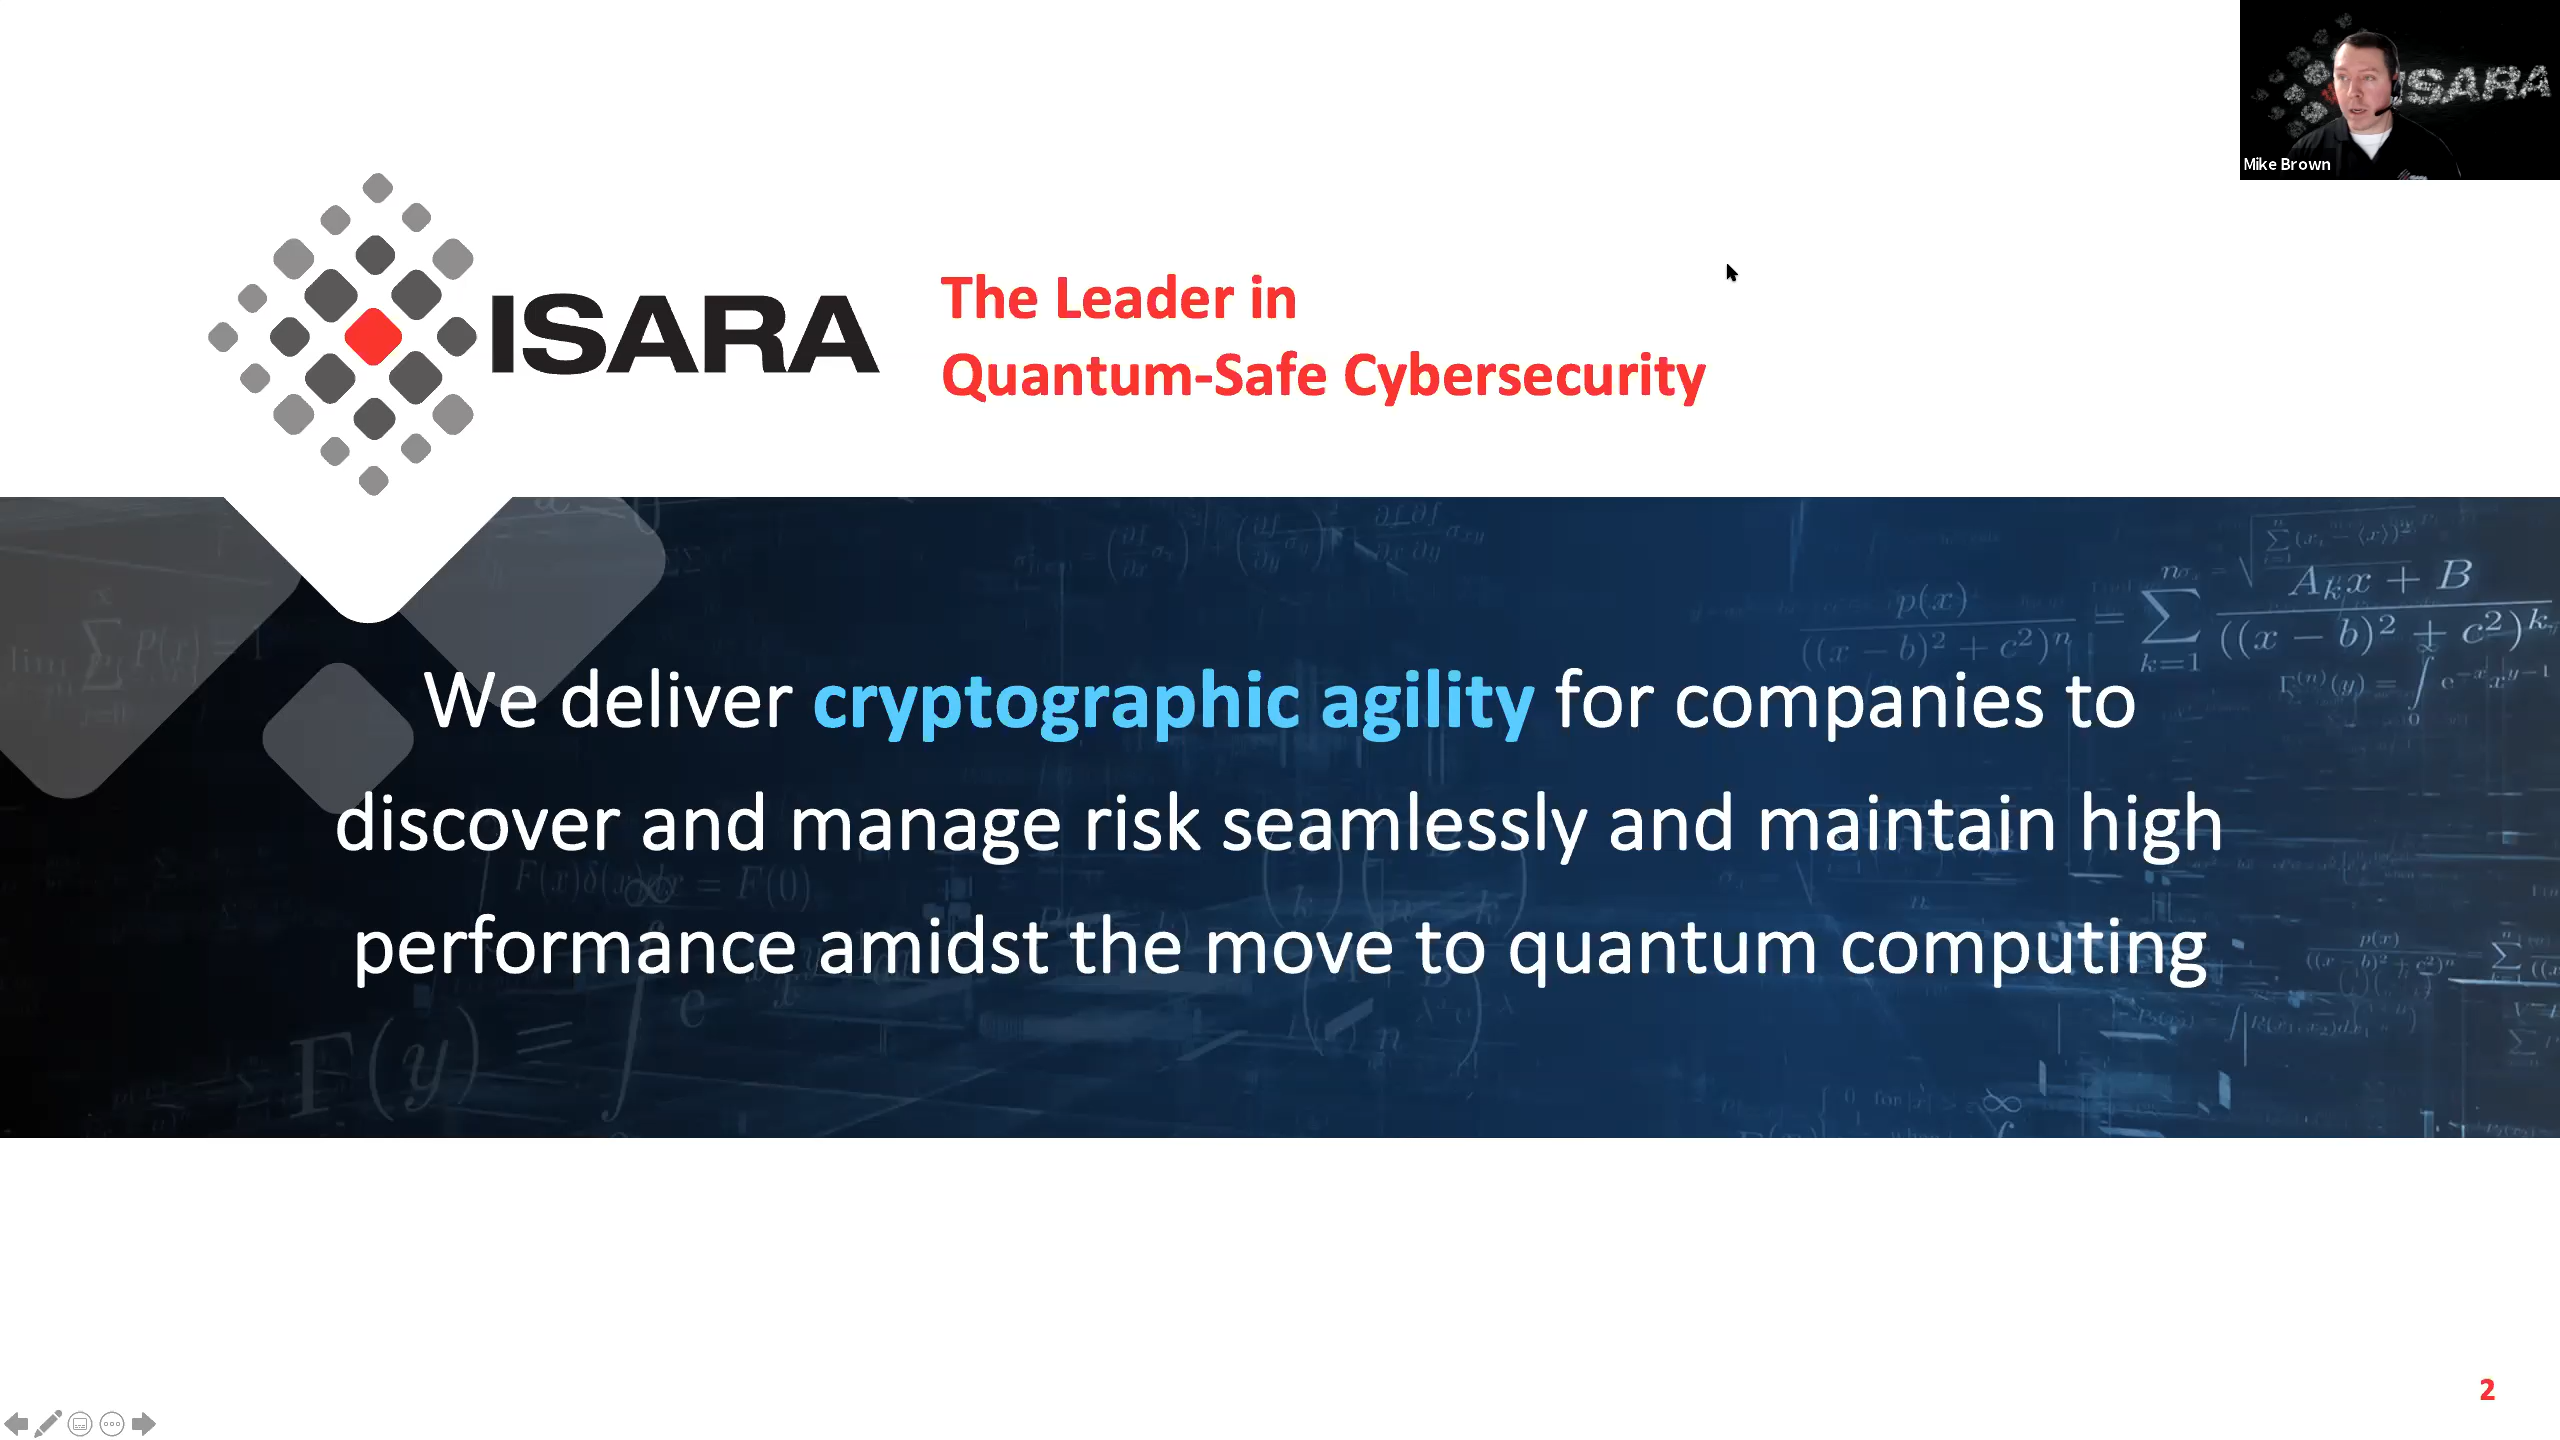 ISARA
Mike Brown
ISARA
The Leader in
Quantum-Safe Cybersecurity
We deliver cryptographic agility for companies to
discover and manage risk seamlessly and maintain high
performance amidst the move to quantum computing
2